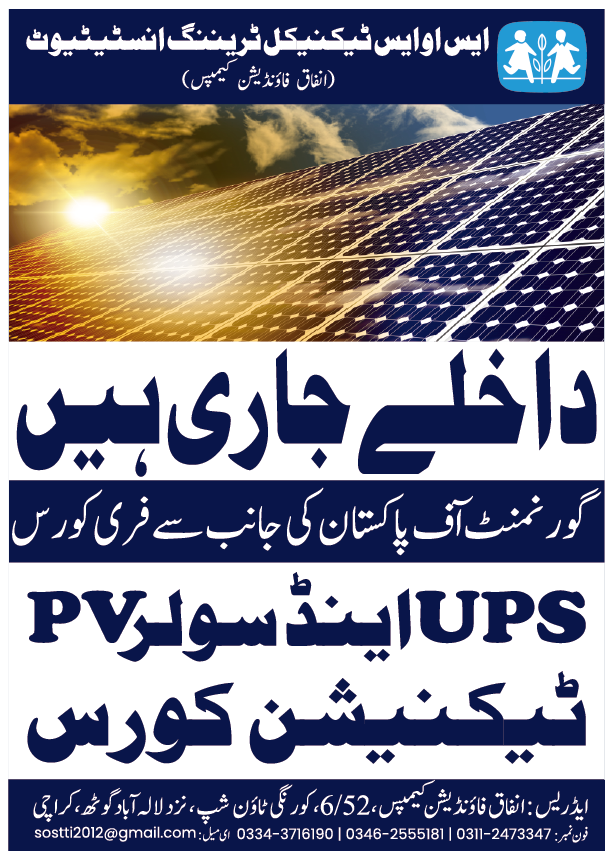 ایس او ایس ٹیکنیکل ٹریننگ انسٹیٹیوٹ
(انفاق فاؤنڈیشن کیمپس)
داخلے جاری ہیں
گورنمنٹ آف پاکستان کی جانب سے فری کورس
UPS اینڈ سولر PV
ٹیکنیشن کورس
ایڈریس: انفاق فاؤنڈیشن کیمپس، 6/52، کورنگی ٹاؤن شپ، نزد لالہ آباد گوٹھ، کراچی
فون نمبر: 0311-2473347 | 0346-2555181 | 0334-3716190 ای میل: sostti2012@gmail.com